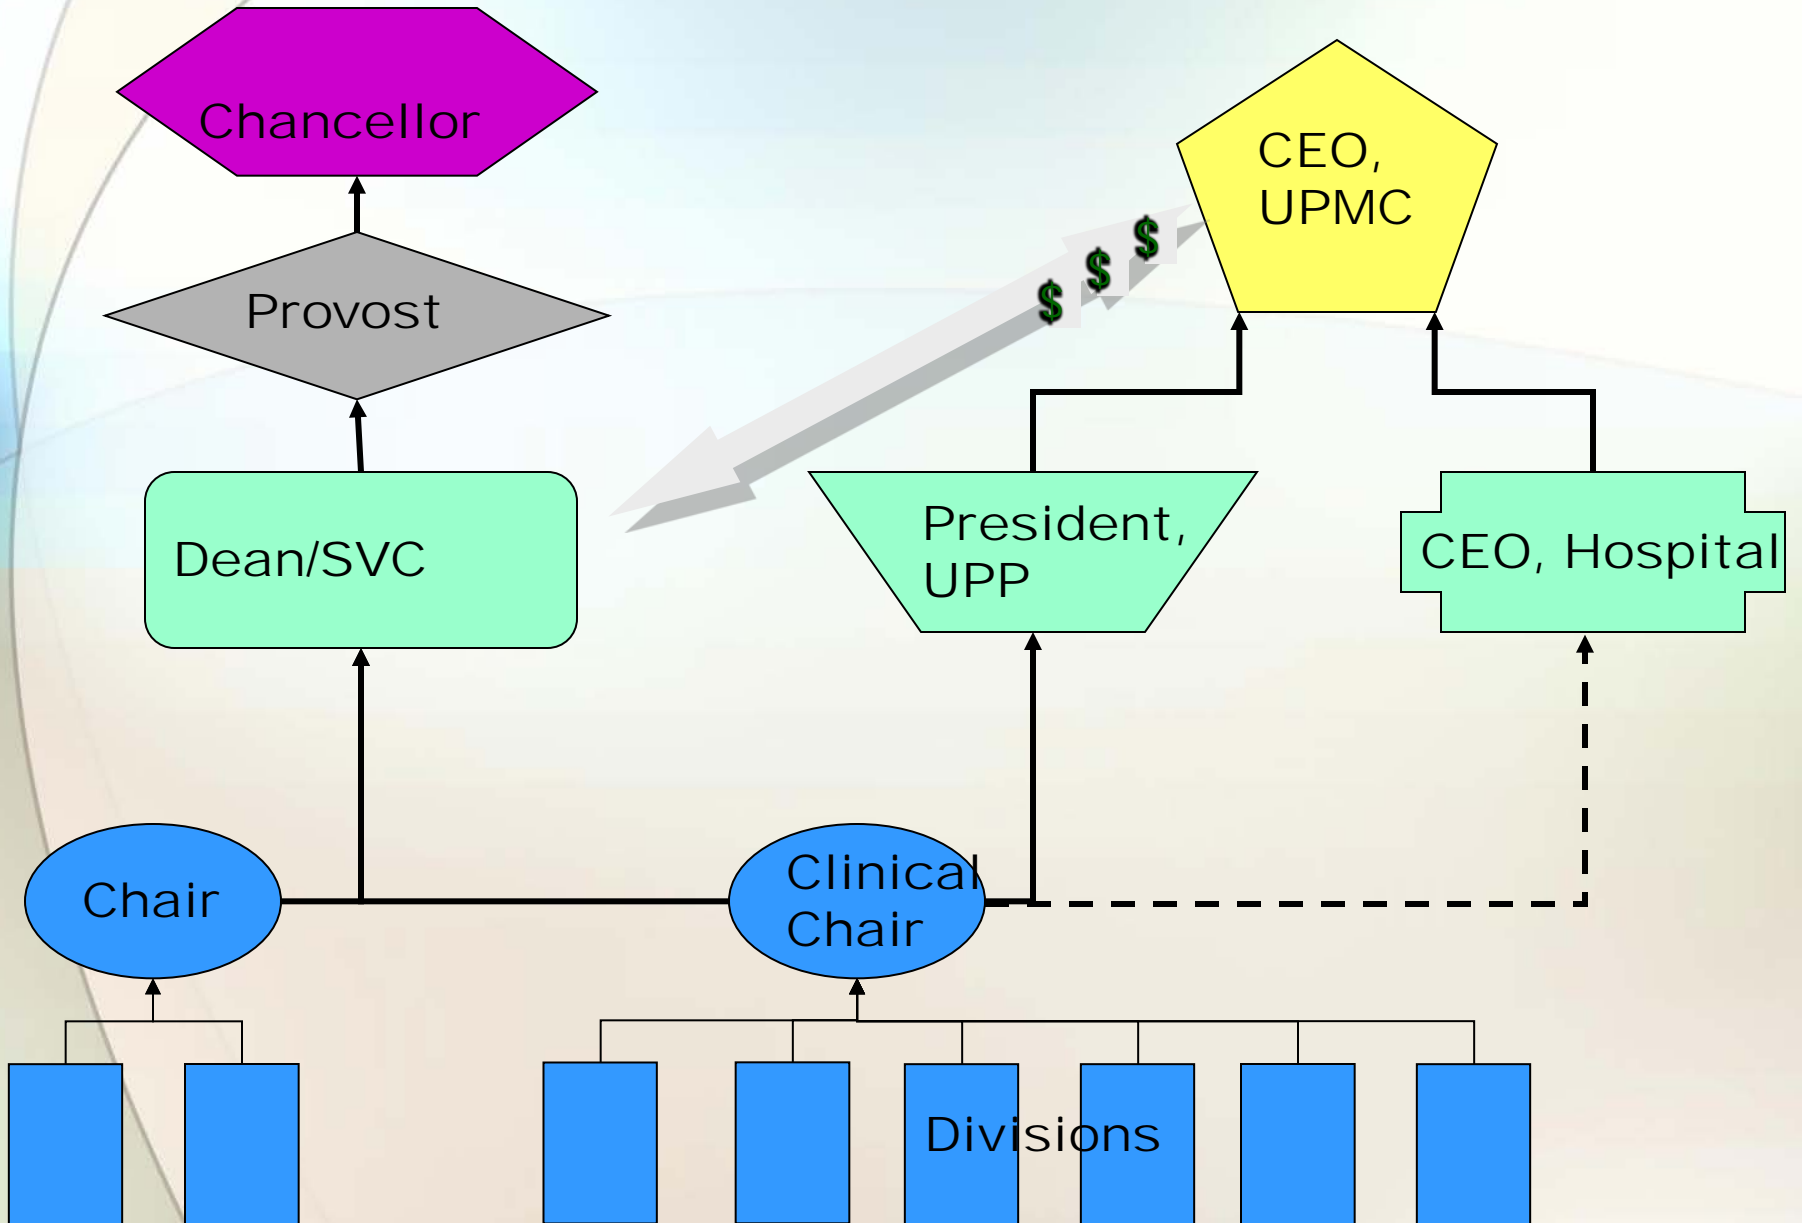 Chancellor
CEO,
UPMC
$
$
$
Provost
President,
UPP
Dean/SVC
CEO, Hospital
Clinical
Chair
Chair
Divisions